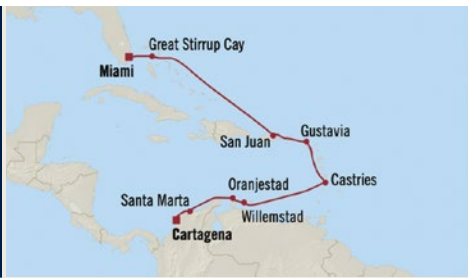 Great Stirrup Cay
Miami
San Juan
Gustavia
Castries
Oranjestad
Santa Marta
Willemstad
Cartagena